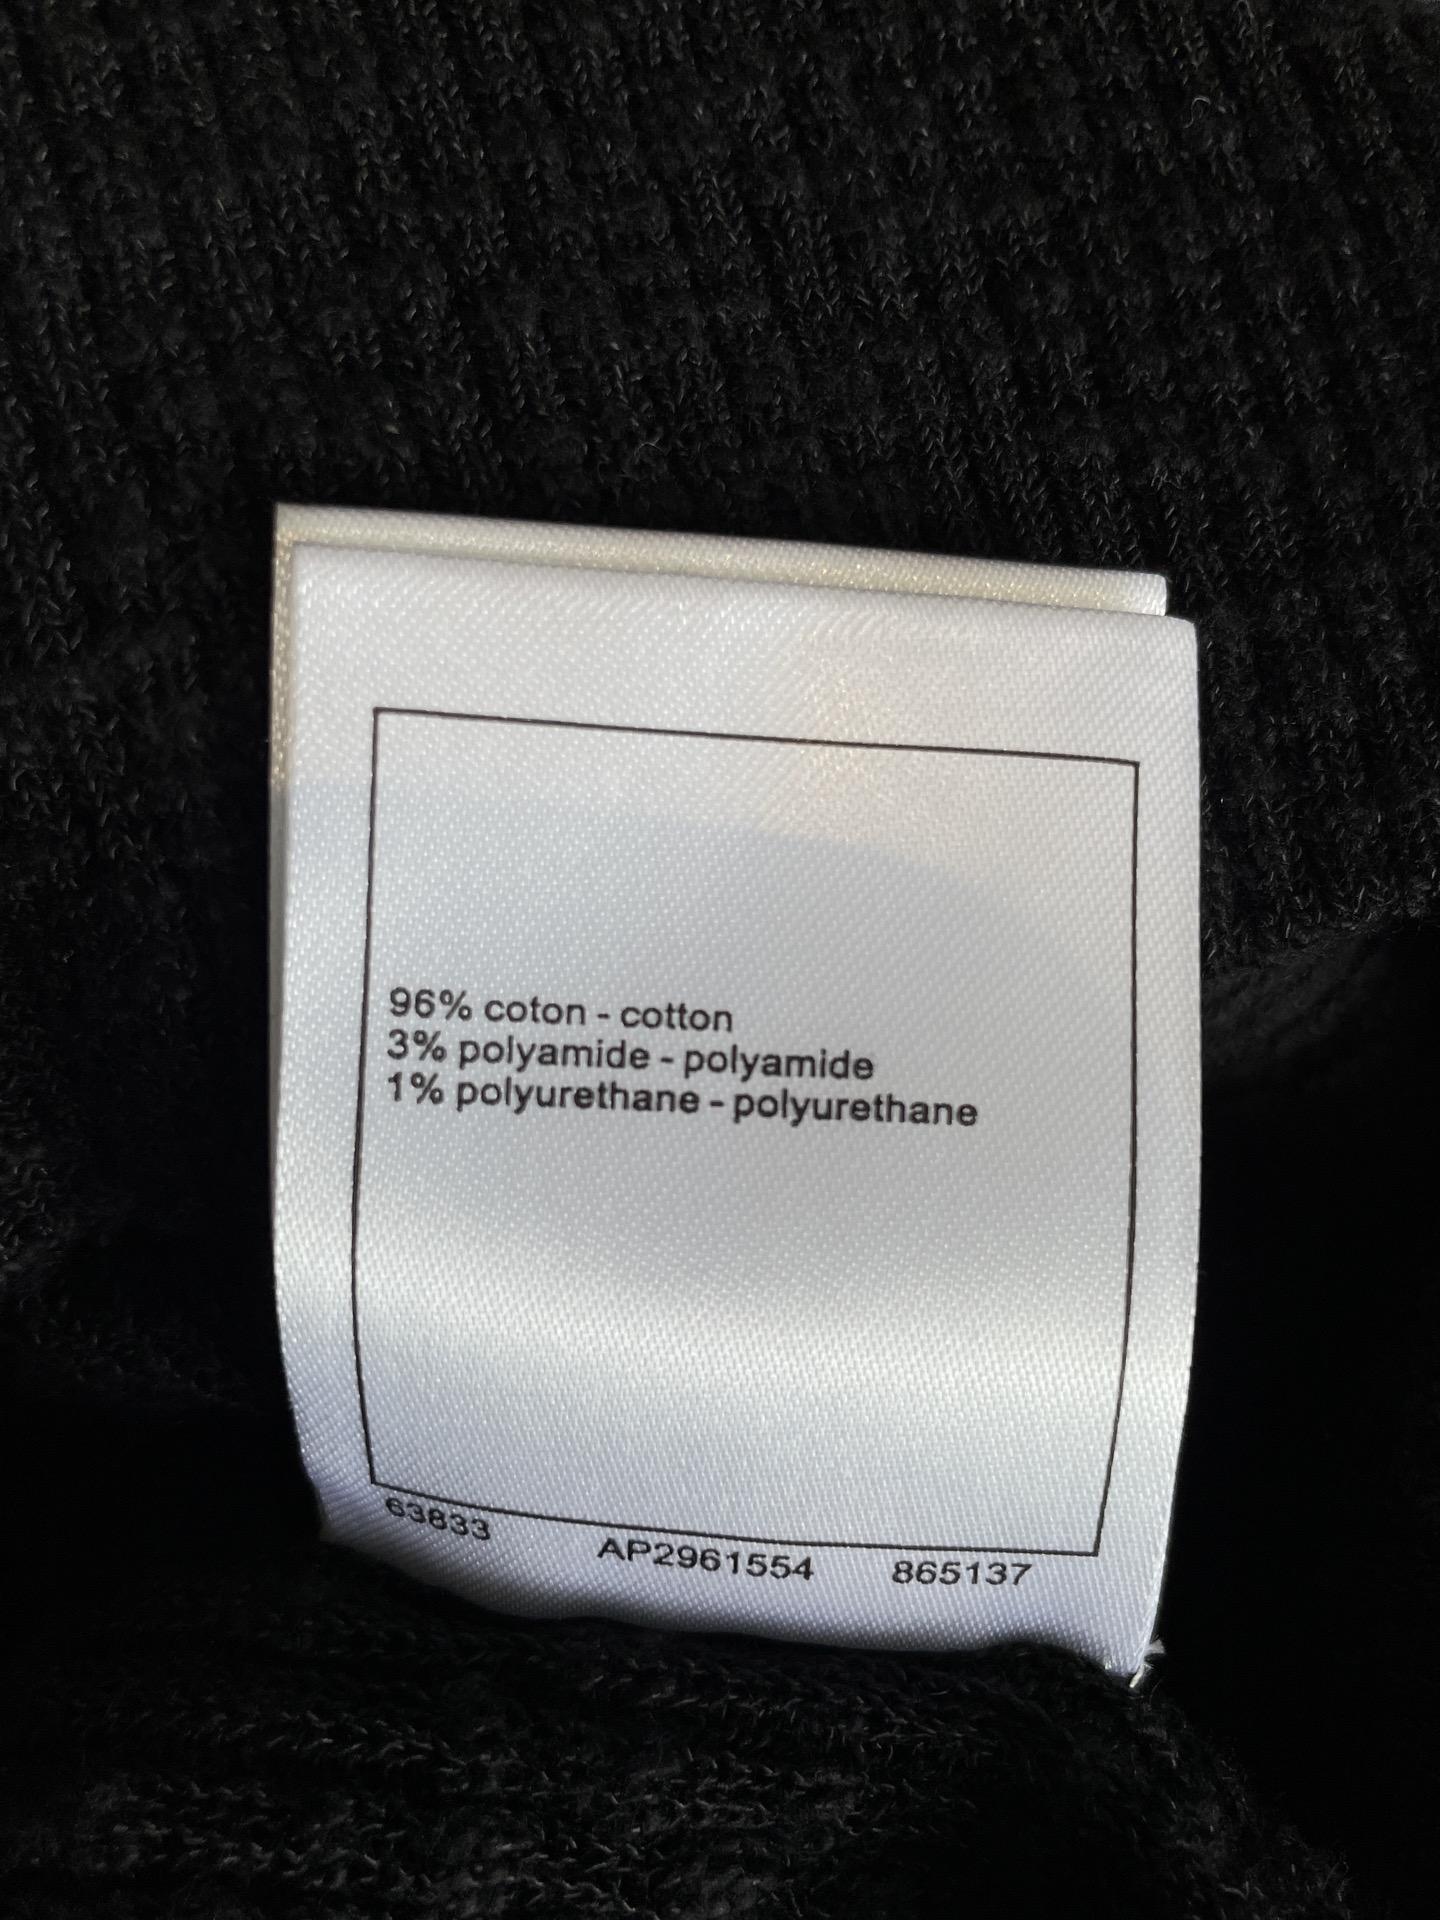 96% coton - cotton
3% polyamide - polyamide
1% polyurethane - polyurethane
63833 AP2961554 865137